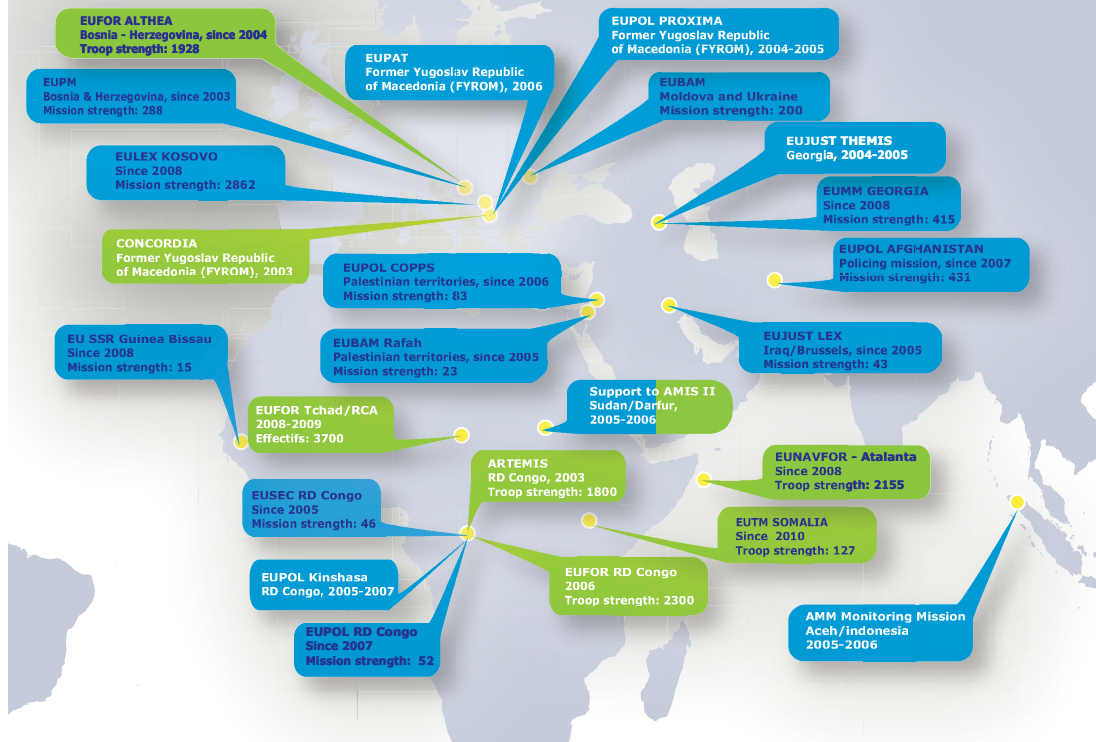 EUFOR ALTHEA
Bosnia - Herzegovina, since 2004
Troop strength: 1928
EUPOL PROXIMA
Former Yugoslav Republic
of Macedonia (FYROM), 2004-2005
EUPAT
Former Yugoslav Republic
of Macedonia (FYROM), 2006
EUPM
Bosnia & Herzegovina, since 2003
Mission strength: 288
EUBAM
Moldova and Ukraine
Mission strength: 200
EUJUST THEMIS
Georgia, 2004-2005
EULEX KOSOVO
Since 2008
Mission strength: 2862
EUMM GEORGIA
Since 2008
Mission strength: 415
CONCORDIA
Former Yugoslav Republic
of Macedonia (FYROM), 2003
EUPOL COPPS
Palestinian territories, since 2006
Mission strength: 83
EUPOL AFGHANISTAN
Policing mission, since 2007
Mission strength: 431
EU SSR Guinea Bissau
Since 2008
Mission strength: 15
EUBAM Rafah
Palestinian territories, since 2005
Mission strength: 23
EUJUST LEX
Iraq/Brussels, since 2005
Mission strength: 43
EUFOR Tchad/RCA
2008-2009
Effectifs: 3700
Support to AMIS II
Sudan/Darfur,
2005-2006
ARTEMIS
RD Congo, 2003
Troop strength: 1800
EUNAVFOR - Atalanta
Since 2008
Troop strength: 2155
EUSEC RD Congo
Since 2005
Mission strength: 46
EUTM SOMALIA
Since 2010
Troop strength: 127
EUPOL Kinshasa
RD Congo, 2005-2007
EUFOR RD Congo
2006
Troop strength: 2300
EUPOL RD Congo
Since 2007
Mission strength: 52
AMM Monitoring Mission
Aceh/indonesia
2005-2006